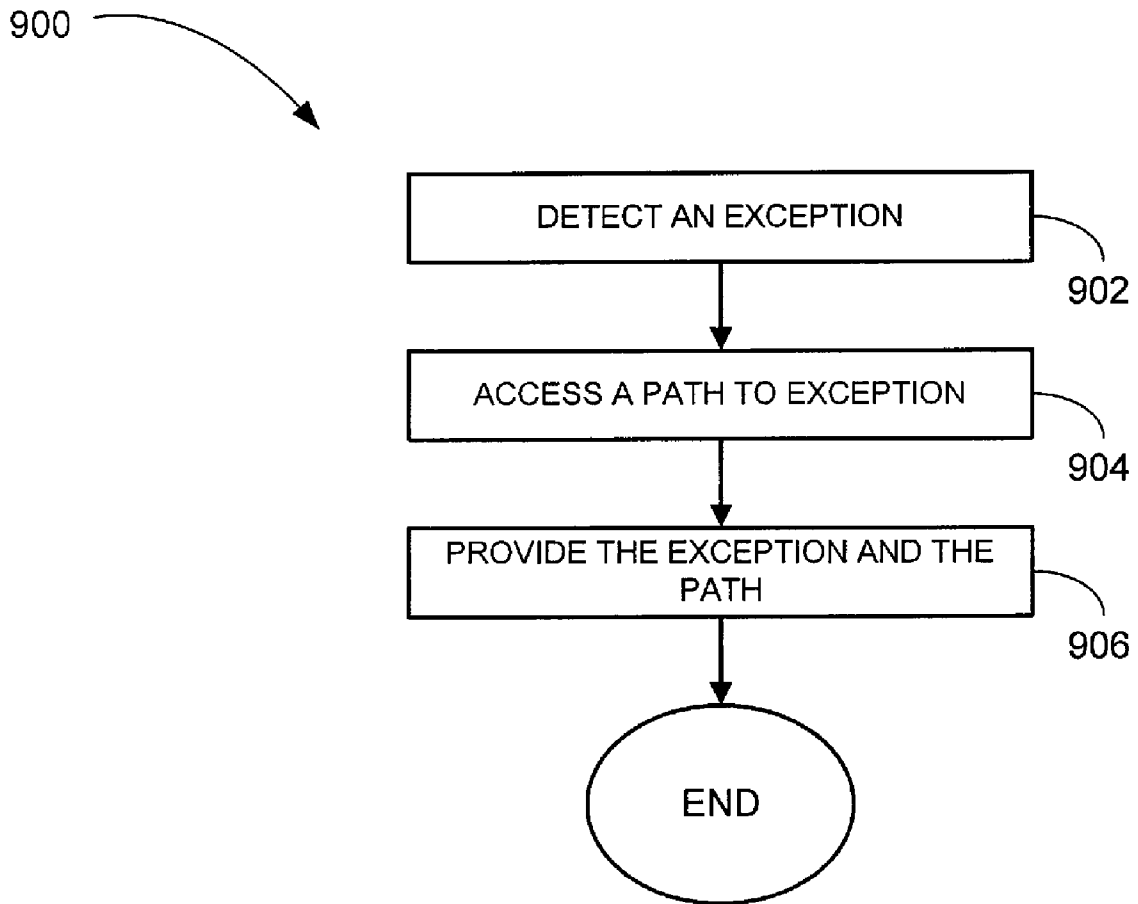 900
DETECT AN EXCEPTION
902
ACCESS A PATH TO EXCEPTION
904
PROVIDE THE EXCEPTION AND THE
PATH
906
END